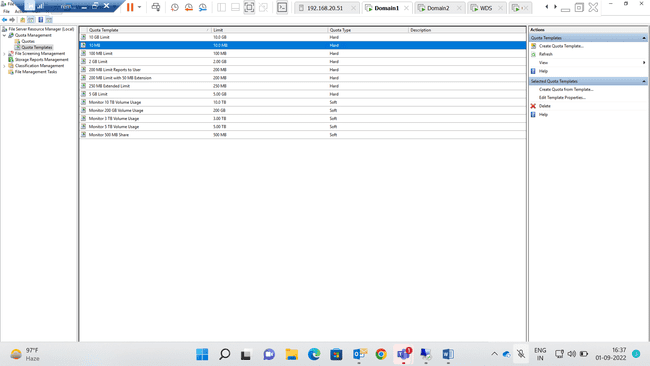 192.168.20.51
Domain1
Domain2
WDS
File Server Resource Manager (Local)
Quota Management
Quotas
Quota Templates
File Screening Management
Storage Reports Management
Classification Management
File Management Tasks
Quota Template Limit Quota Type Description
10 GB Limit 10.0 GB Hard
10 MB 10.0 MB Hard
100 MB Limit 100 MB Hard
2 GB Limit 2.00 GB Hard
200 MB Limit Reports to User 200 MB Hard
200 MB Limit with 50 MB Extension 200 MB Hard
250 MB Extended Limit 250 MB Hard
5 GB Limit 5.00 GB Hard
Monitor 10 TB Volume Usage 10.0 TB Soft
Monitor 200 GB Volume Usage 200 GB Soft
Monitor 3 TB Volume Usage 3.00 TB Soft
Monitor 5 TB Volume Usage 5.00 TB Soft
Monitor 500 MB Share 500 MB Soft
Actions
Quota Templates
Create Quota Template...
Refresh
View
Help
Selected Quota Templates
Create Quota from Template...
Edit Template Properties...
Delete
Help
97°F
Haze
ENG
IN
16:37
01-09-2022